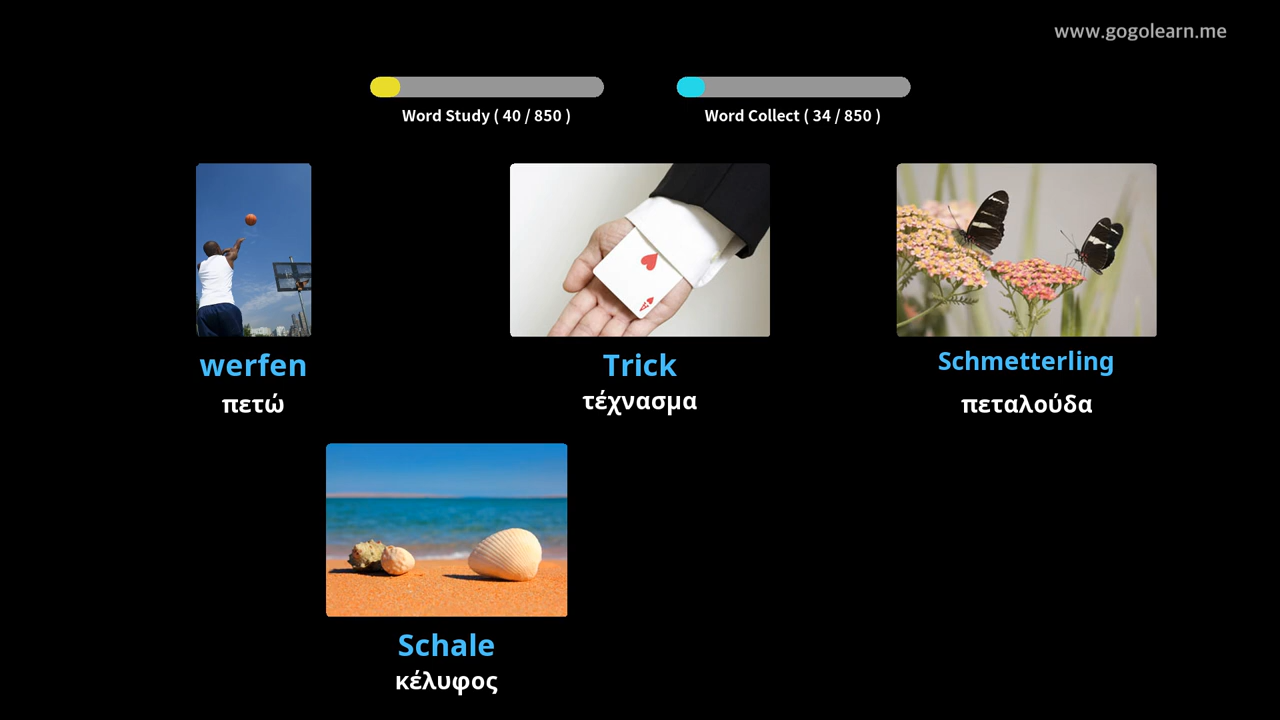 www.gogolearn.me
Word Study ( 40 / 850 )
Word Collect ( 34 / 850 )
werfen
πετώ
Trick
τέχνασμα
Schmetterling
πεταλούδα
Schale
κέλυφος